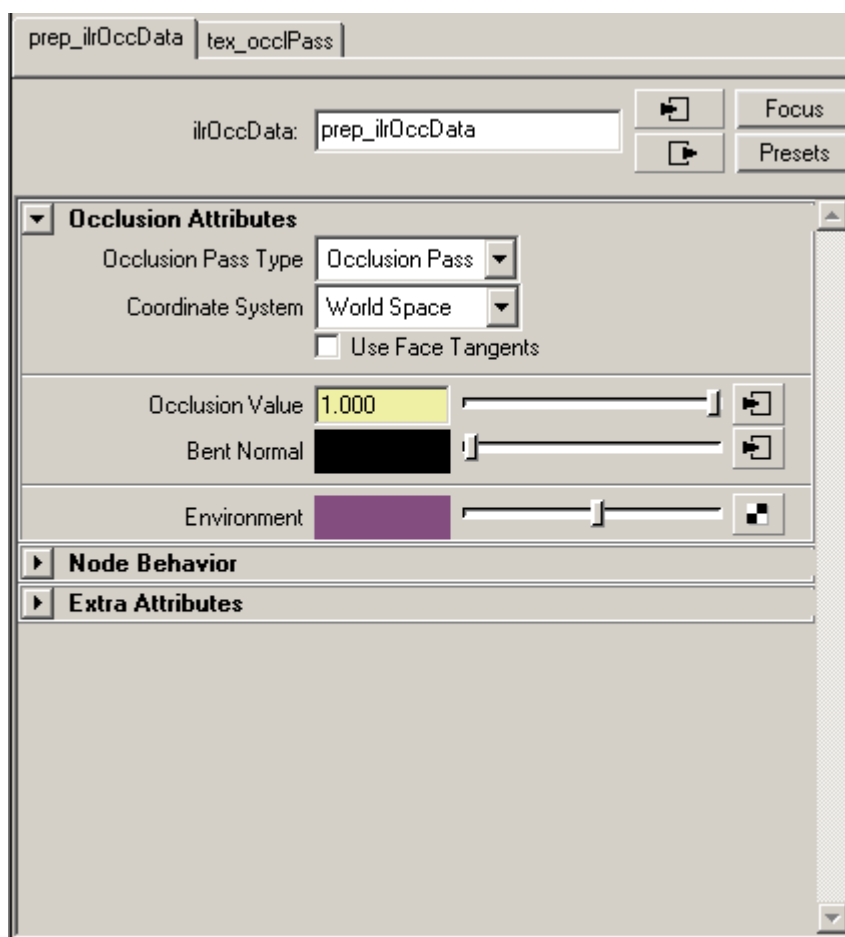 prep_ilrOccData tex_occlPass
ilrOccData: prep_ilrOccData Focus
Presets
Occlusion Attributes
Occlusion Pass Type Occlusion Pass
Coordinate System World Space
Use Face Tangents
Occlusion Value 1.000
Bent Normal
Environment
Node Behavior
Extra Attributes